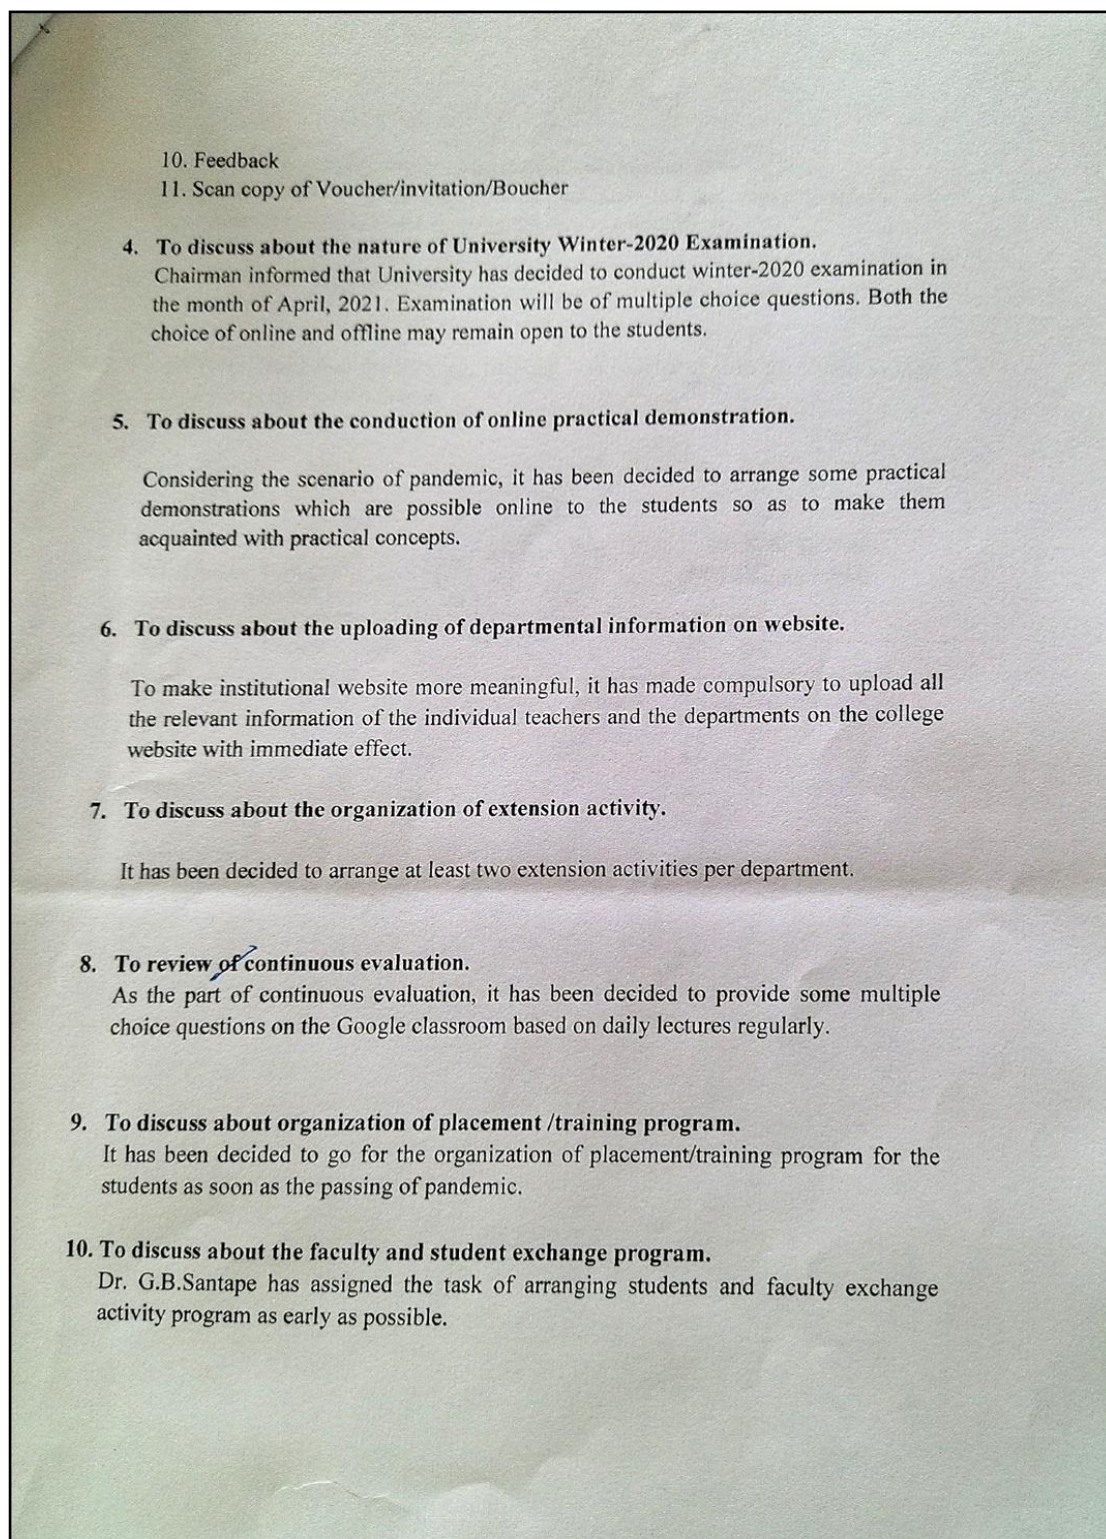 10. Feedback
11. Scan copy of Voucher/invitation/Boucher
4. To discuss about the nature of University Winter-2020 Examination.
Chairman informed that University has decided to conduct winter-2020 examination in
the month of April, 2021. Examination will be of multiple choice questions. Both the
choice of online and offline may remain open to the students.
5. To discuss about the conduction of online practical demonstration.
Considering the scenario of pandemic, it has been decided to arrange some practical
demonstrations which are possible online to the students so as to make them
acquainted with practical concepts.
6. To discuss about the uploading of departmental information on website.
To make institutional website more meaningful, it has made compulsory to upload all
the relevant information of the individual teachers and the departments on the college
website with immediate effect.
7. To discuss about the organization of extension activity.
It has been decided to arrange at least two extension activities per department.
8. To review of continuous evaluation.
As the part of continuous evaluation, it has been decided to provide some multiple
choice questions on the Google classroom based on daily lectures regularly.
9. To discuss about organization of placement /training program.
It has been decided to go for the organization of placement/training program for the
students as soon as the passing of pandemic.
10. To discuss about the faculty and student exchange program.
Dr. G.B.Santape has assigned the task of arranging students and faculty exchange
activity program as early as possible.